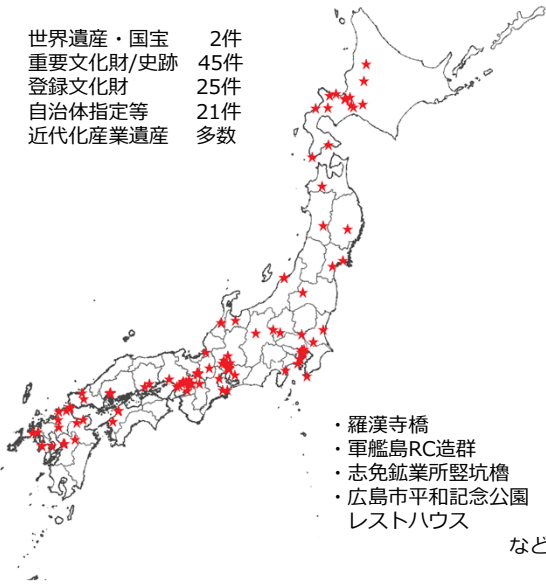 世界遺産・国宝 2件
重要文化財/史跡 45件
登録文化財 25件
自治体指定等 21件
近代化産業遺産 多数
・羅漢寺橋
・軍艦島RC造群
・志免鉱業所竪坑櫓
・広島市平和記念公園
レストハウス
など